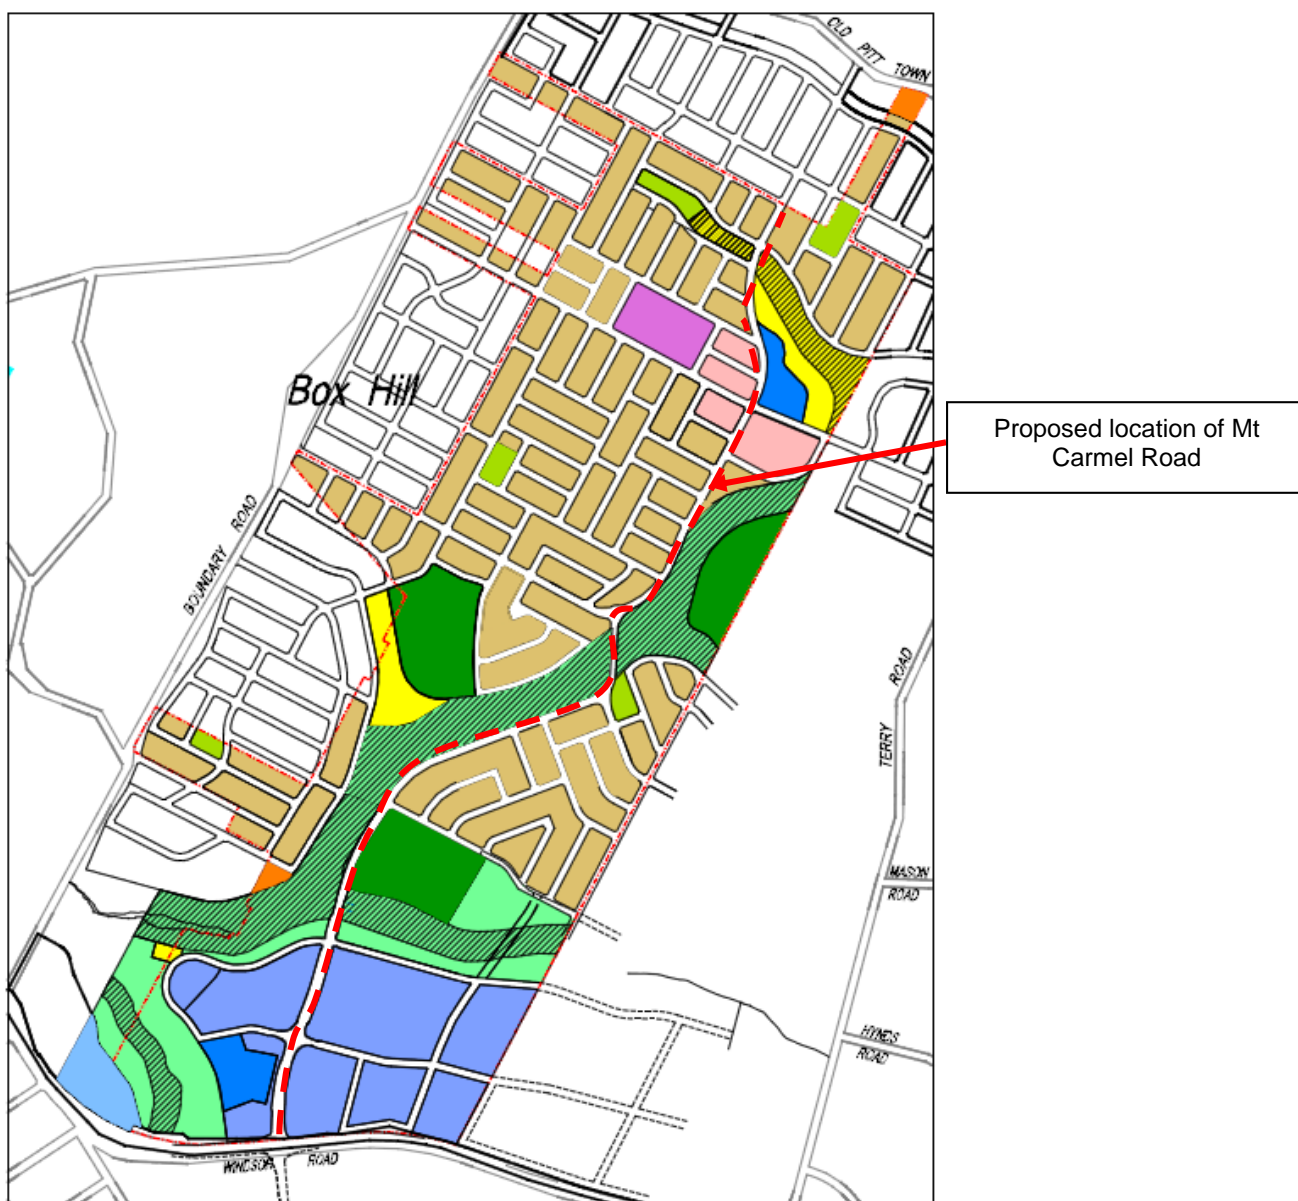 OLD PITT TOWN
Box Hill
Proposed location of Mt
Carmel Road
BOUNDARY ROAD
TERRY ROAD
MASON
ROAD
HYNDS
ROAD
WINDSOR ROAD